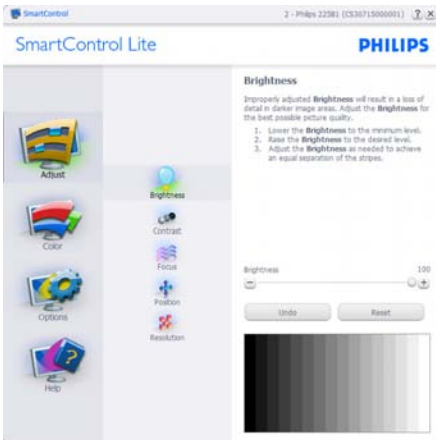 SmartControl
2 - Philips 225B1 (CS30715000001)
SmartControl Lite
PHILIPS
Adjust
Color
Options
Help
Brightness
Contrast
Focus
Position
Resolution
Brightness
Improperly adjusted Brightness will result in a loss of
detail in darker image areas. Adjust the Brightness for
the best possible picture quality.
1. Lower the Brightness to the minimum level.
2. Raise the Brightness to the desired level.
3. Adjust the Brightness as needed to achieve
an equal separation of the stripes.
Brightness 100
Undo Reset